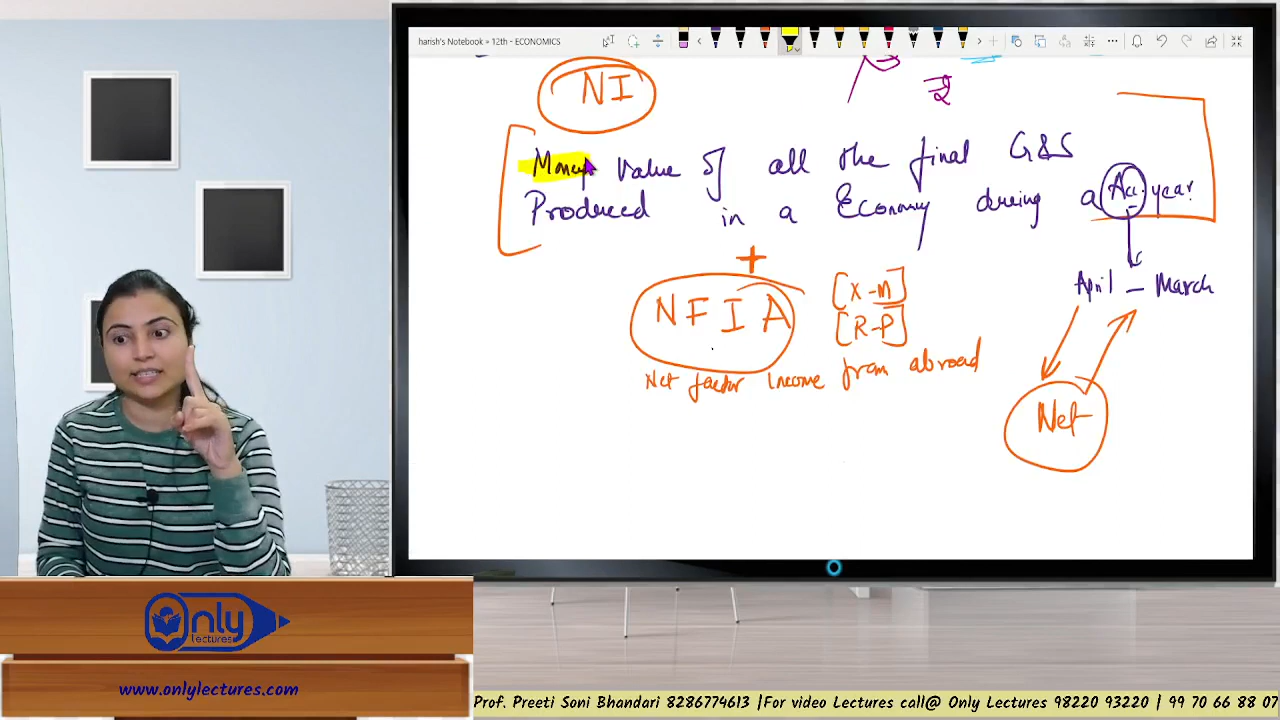 harish's Notebook » 12th - ECONOMICS
NI
रे
Money Value of all the final G&S
Produced in a Economy during a Acc. year.
+
April - March
NFIA [X-M]
[R-P]
Net factor income from abroad
Net
Only
lectures
www.onlylectures.com
Prof. Preeti Soni Bhandari 8286774613 |For video Lectures call@ Only Lectures 98220 93220 | 99 70 66 88 07